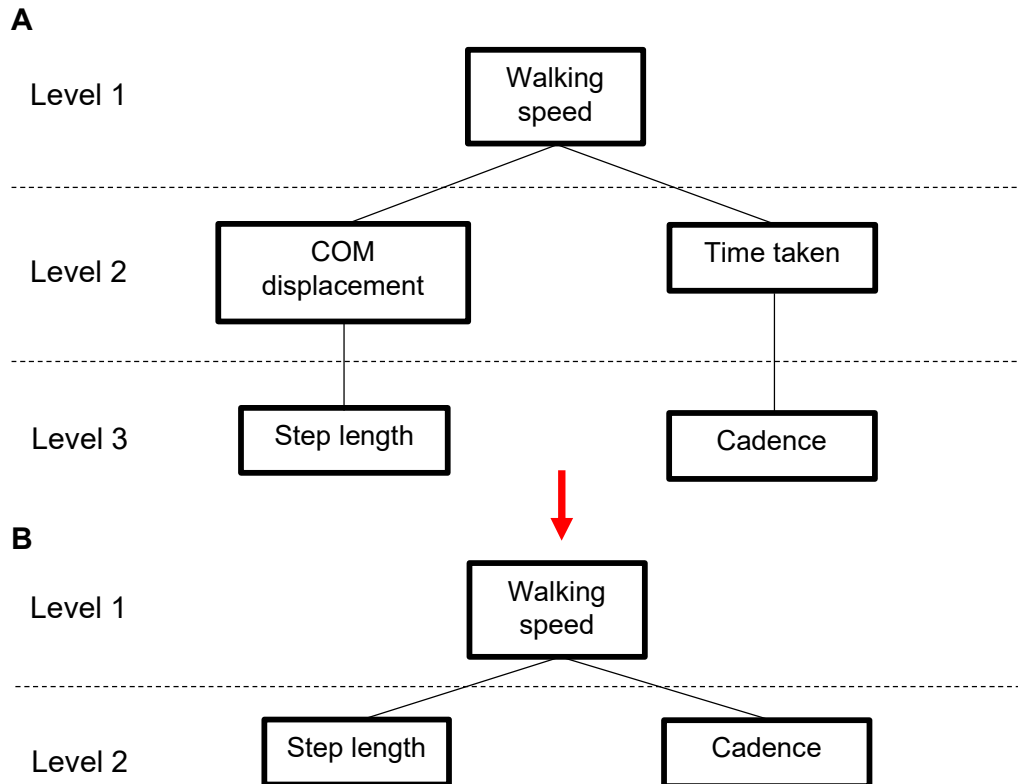 A
Level 1
Walking
speed
Level 2
COM
displacement
Time taken
Level 3
Step length
Cadence
B
Level 1
Walking
speed
Level 2
Step length
Cadence